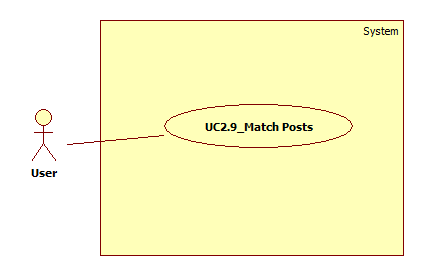 System
UC2.9_Match Posts
User